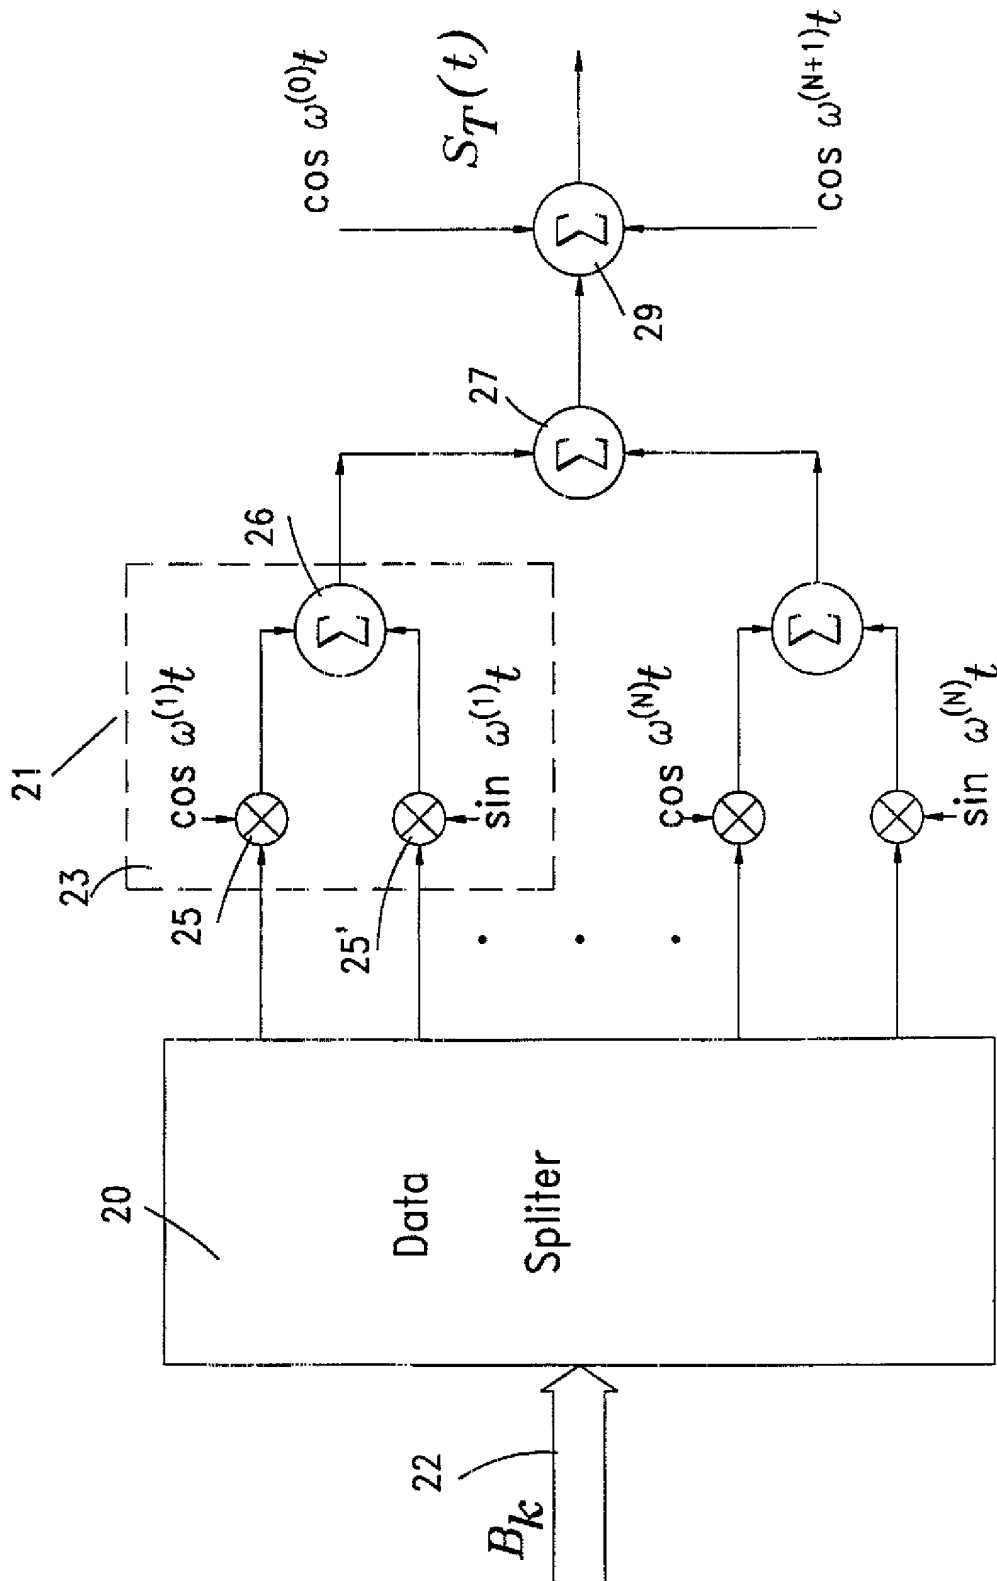 B_k
22
20
Data
Spliter
21
23
25
cos ω^(1)t
25'
sin ω^(1)t
26
Σ
cos ω^(N)t
sin ω^(N)t
Σ
27
Σ
29
Σ
cos ω^(0)t
S_T(t)
cos ω^(N+1)t